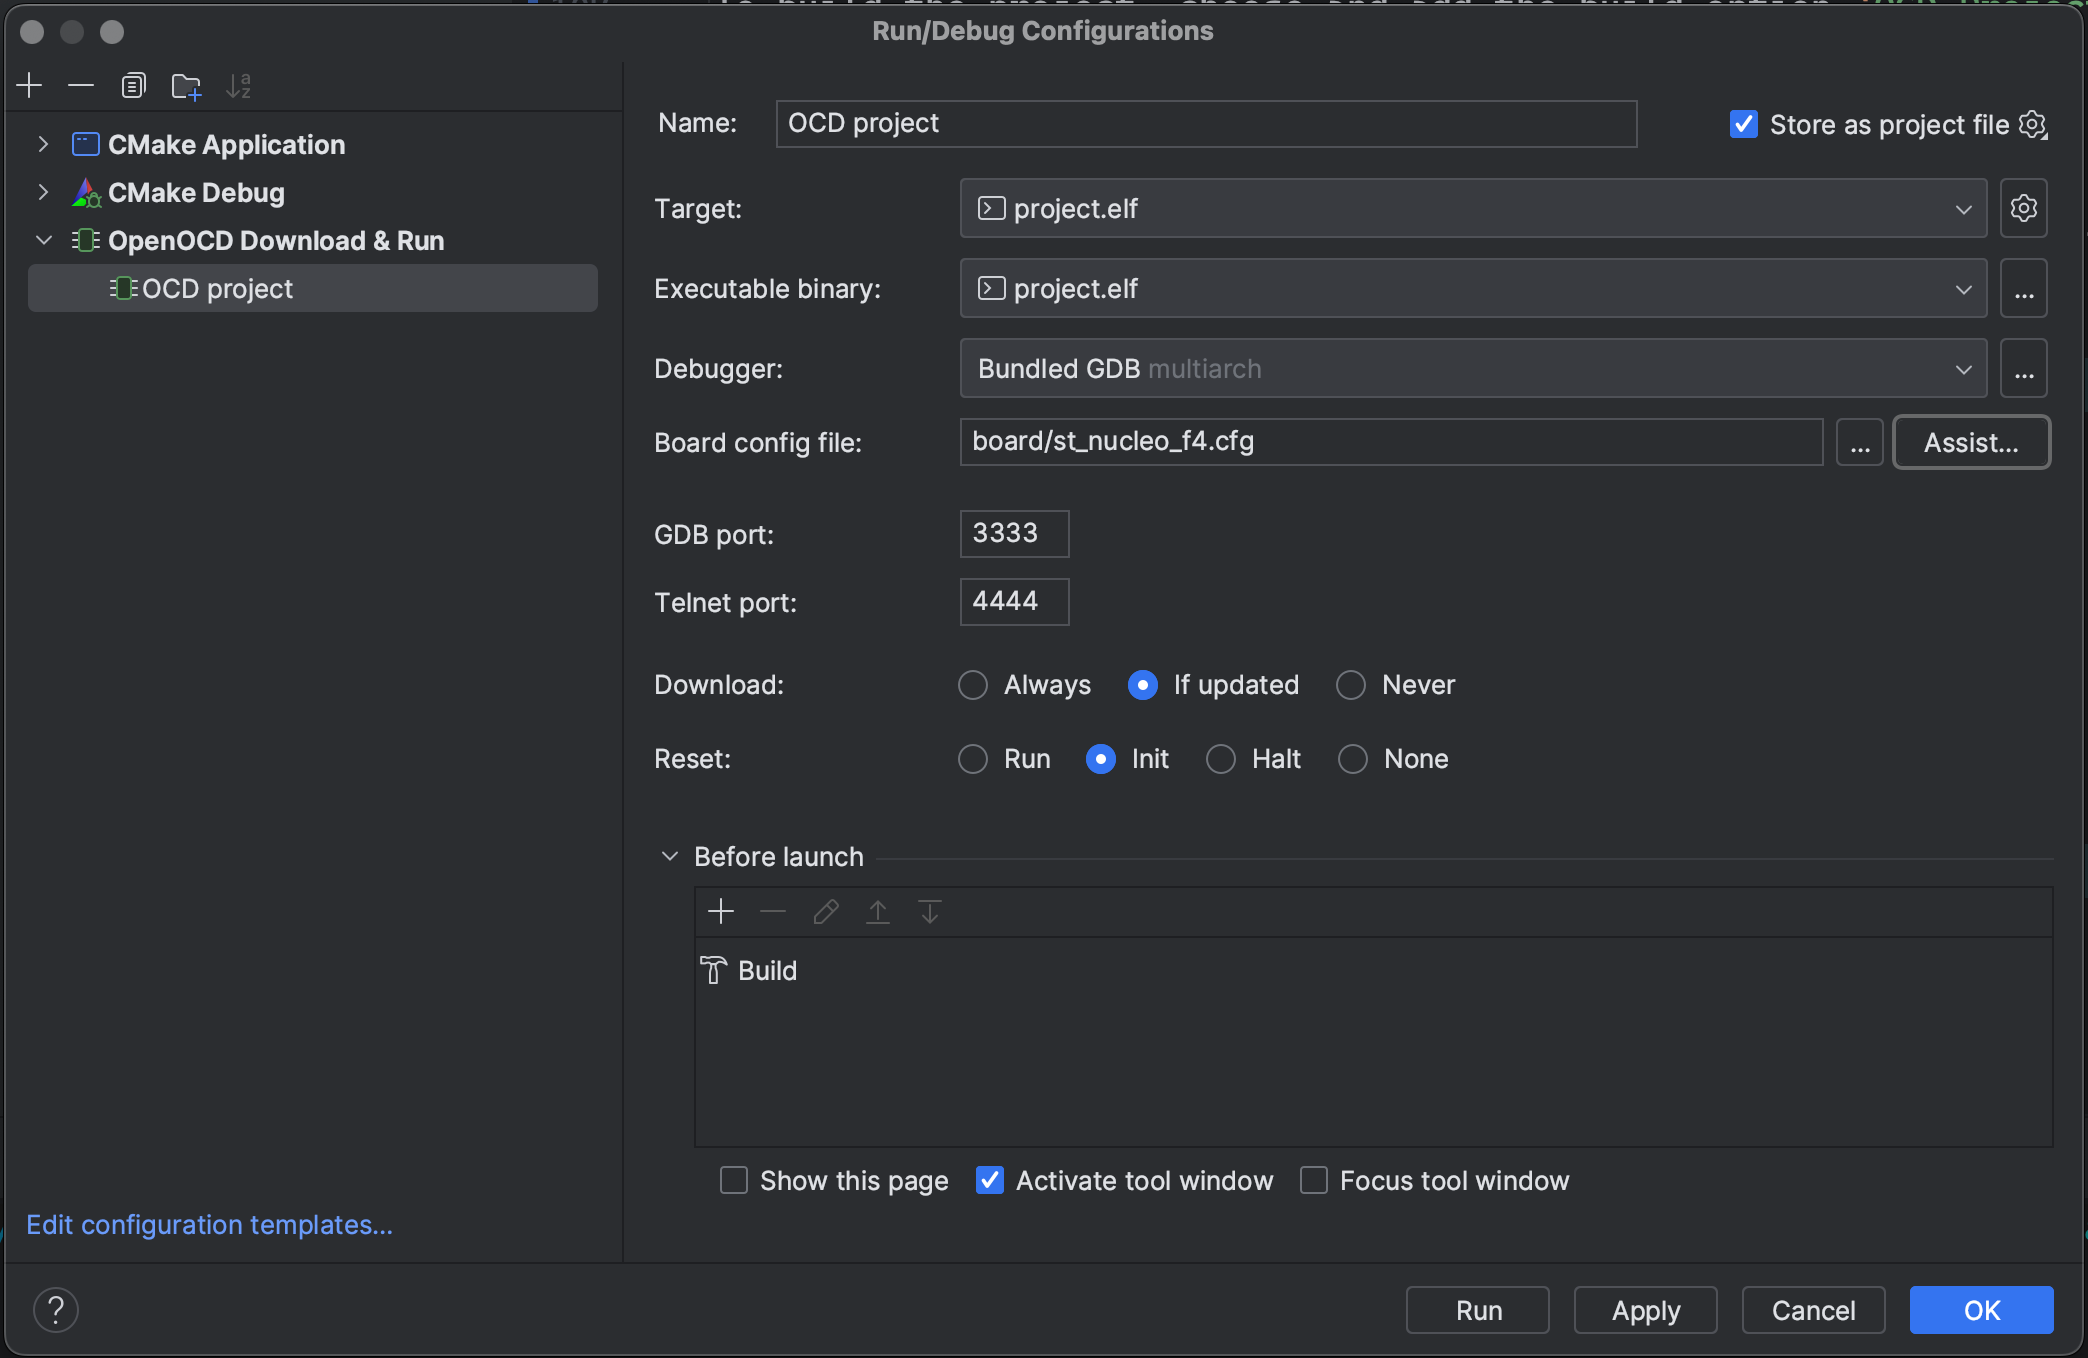 Run/Debug Configurations
CMake Application
CMake Debug
OpenOCD Download & Run
OCD project
Edit configuration templates...
Name: OCD project
Store as project file
Target: project.elf
Executable binary: project.elf
...
Debugger: Bundled GDB multiarch
...
Board config file: board/st_nucleo_f4.cfg
...
Assist...
GDB port: 3333
Telnet port: 4444
Download: Always If updated Never
Reset: Run Init Halt None
Before launch
Build
Show this page Activate tool window Focus tool window
?
Run Apply Cancel OK